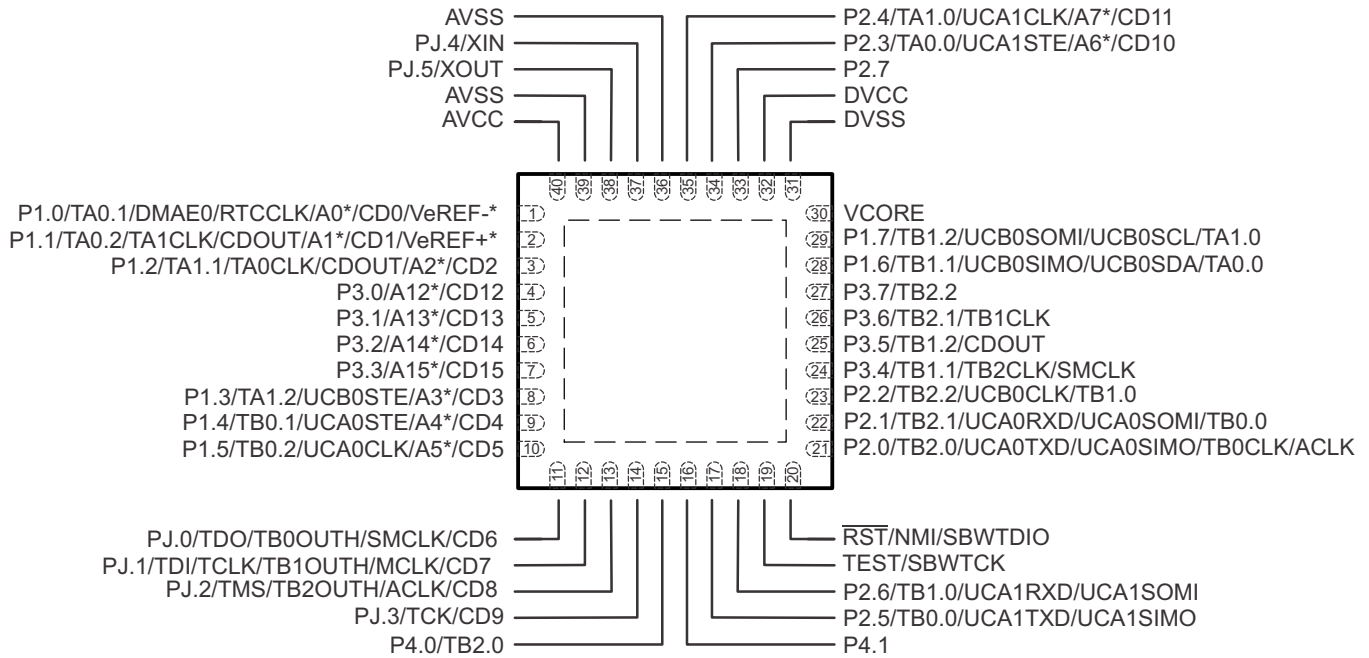 AVSS
PJ.4/XIN
PJ.5/XOUT
AVSS
AVCC
P2.4/TA1.0/UCA1CLK/A7*/CD11
P2.3/TA0.0/UCA1STE/A6*/CD10
P2.7
DVCC
DVSS
40 39 38 37 36 35 34 33 32 31
P1.0/TA0.1/DMAE0/RTCCLK/A0*/CD0/VeREF-* 1
P1.1/TA0.2/TA1CLK/CDOUT/A1*/CD1/VeREF+* 2
P1.2/TA1.1/TA0CLK/CDOUT/A2*/CD2 3
P3.0/A12*/CD12 4
P3.1/A13*/CD13 5
P3.2/A14*/CD14 6
P3.3/A15*/CD15 7
P1.3/TA1.2/UCB0STE/A3*/CD3 8
P1.4/TB0.1/UCA0STE/A4*/CD4 9
P1.5/TB0.2/UCA0CLK/A5*/CD5 10
30 VCORE
29 P1.7/TB1.2/UCB0SOMI/UCB0SCL/TA1.0
28 P1.6/TB1.1/UCB0SIMO/UCB0SDA/TA0.0
27 P3.7/TB2.2
26 P3.6/TB2.1/TB1CLK
25 P3.5/TB1.2/CDOUT
24 P3.4/TB1.1/TB2CLK/SMCLK
23 P2.2/TB2.2/UCB0CLK/TB1.0
22 P2.1/TB2.1/UCA0RXD/UCA0SOMI/TB0.0
21 P2.0/TB2.0/UCA0TXD/UCA0SIMO/TB0CLK/ACLK
11 12 13 14 15 16 17 18 19 20
PJ.0/TDO/TB0OUTH/SMCLK/CD6
PJ.1/TDI/TCLK/TB1OUTH/MCLK/CD7
PJ.2/TMS/TB2OUTH/ACLK/CD8
PJ.3/TCK/CD9
P4.0/TB2.0
RST/NMI/SBWTDIO
TEST/SBWTCK
P2.6/TB1.0/UCA1RXD/UCA1SOMI
P2.5/TB0.0/UCA1TXD/UCA1SIMO
P4.1